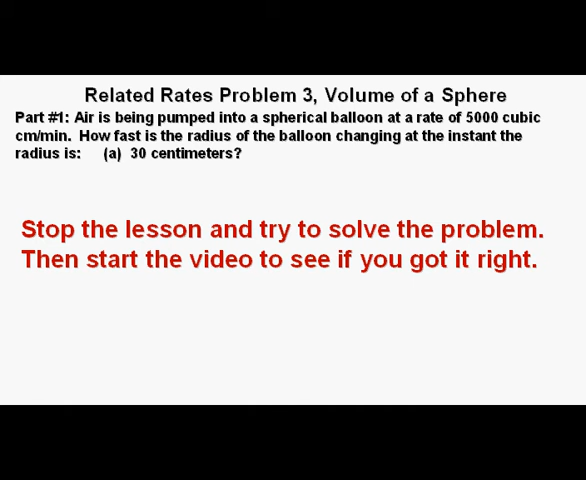 Related Rates Problem 3, Volume of a Sphere
Part #1: Air is being pumped into a spherical balloon at a rate of 5000 cubic
cm/min. How fast is the radius of the balloon changing at the instant the
radius is: (a) 30 centimeters?
Stop the lesson and try to solve the problem.
Then start the video to see if you got it right.